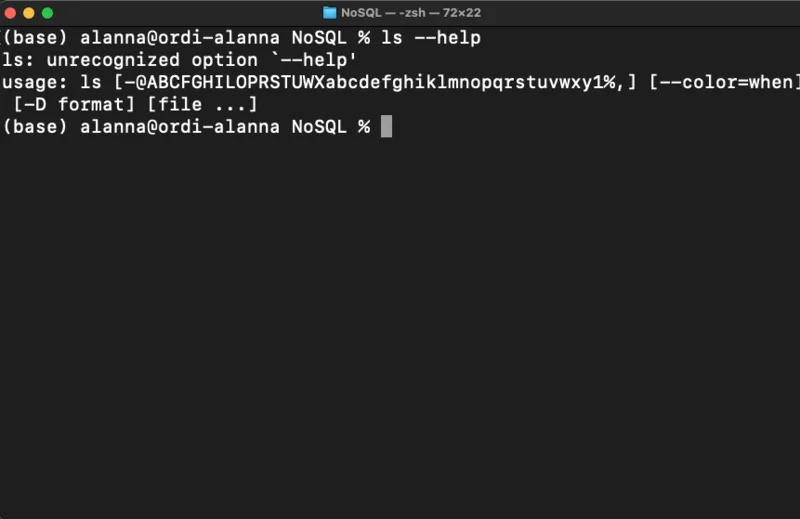 NoSQL — -zsh — 72×22
(base) alanna@ordi-alanna NoSQL % ls --help
ls: unrecognized option `--help'
usage: ls [-@ABCFGHILOPRSTUWXabcdefghiklmnopqrstuvwxy1%,] [--color=when]
[-D format] [file ...]
(base) alanna@ordi-alanna NoSQL %